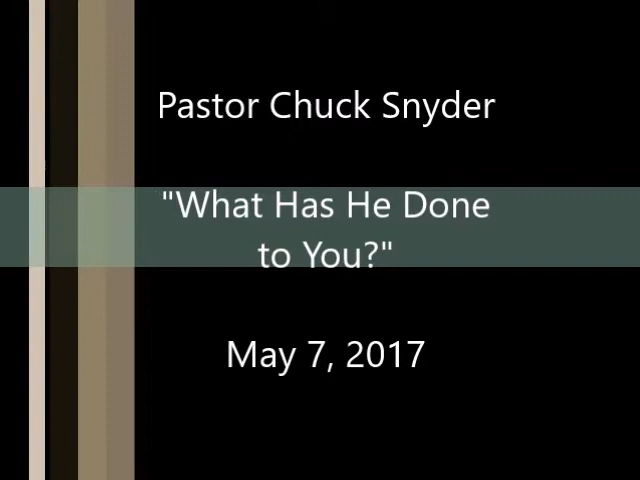 Pastor Chuck Snyder
"What Has He Done
to You?"
May 7, 2017